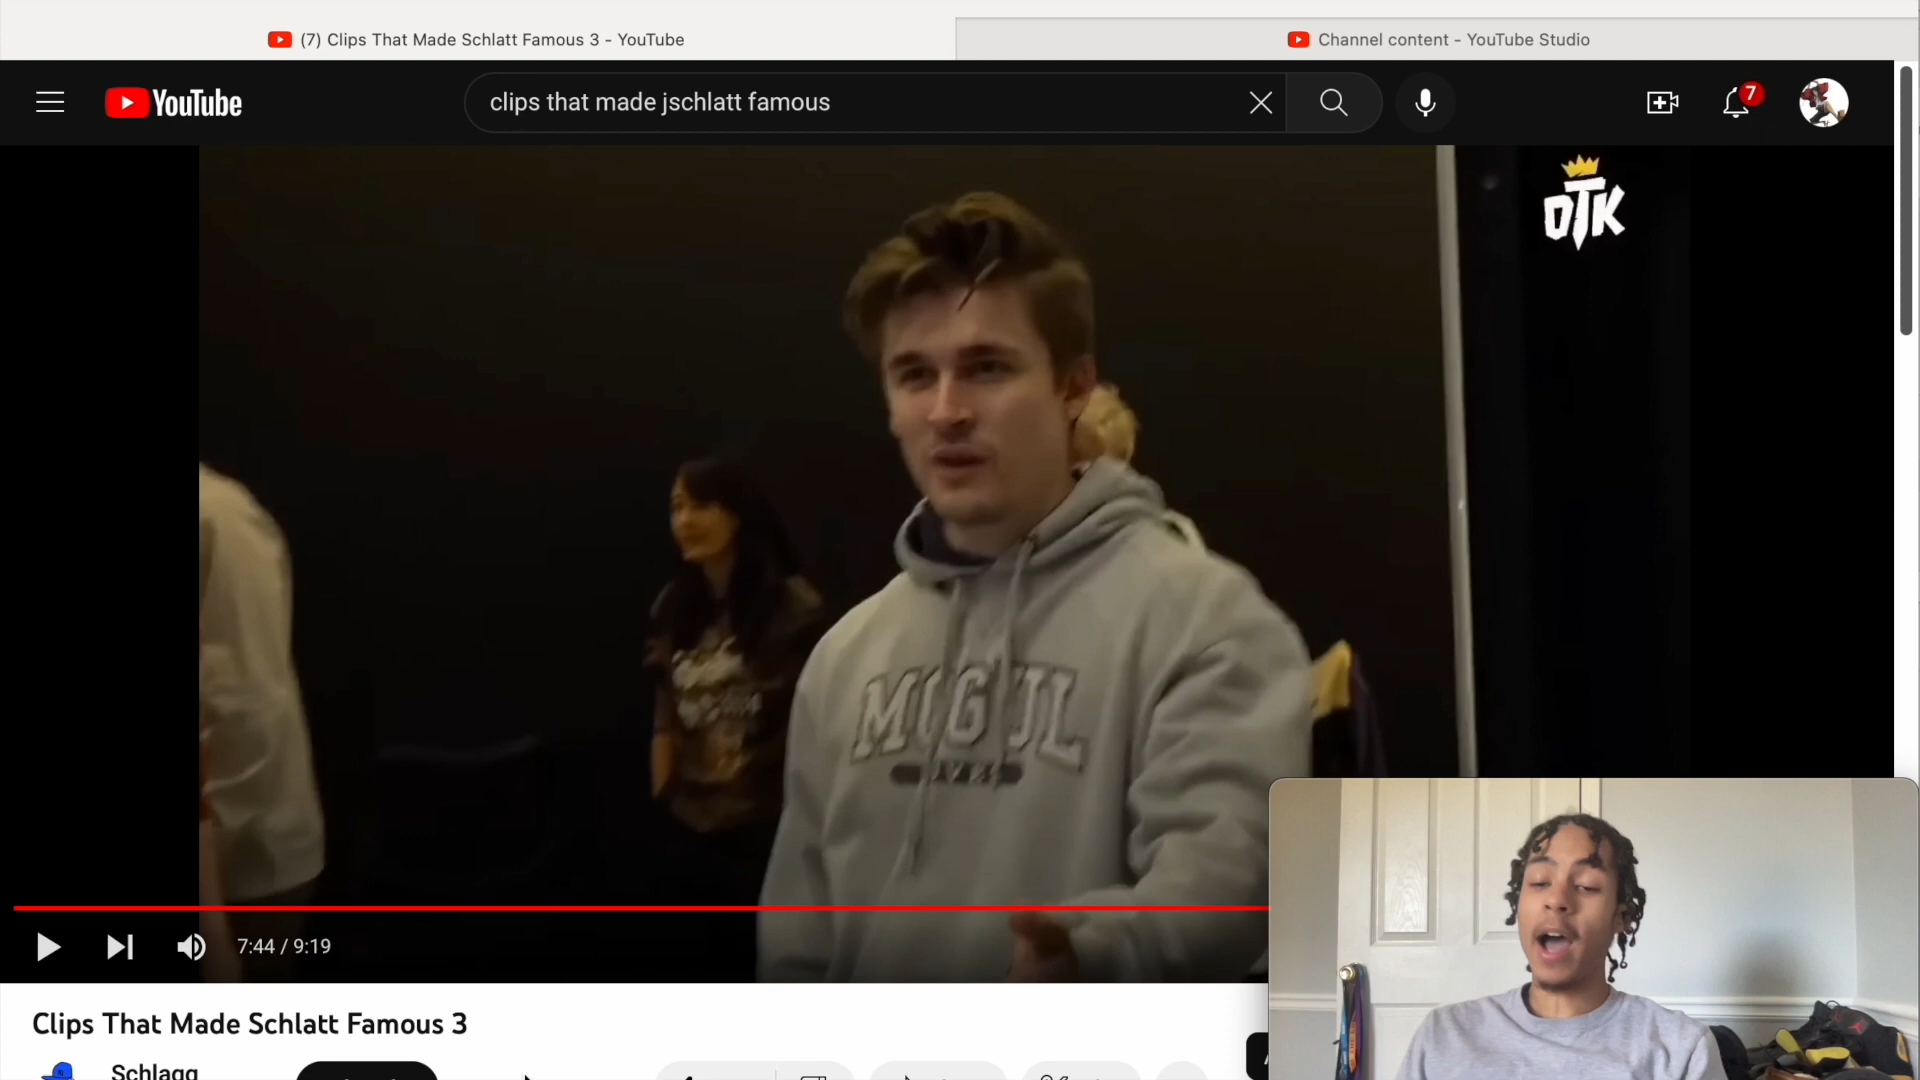 (7) Clips That Made Schlatt Famous 3 - YouTube
Channel content - YouTube Studio
YouTube
clips that made jschlatt famous
7
OTK
7:44 / 9:19
Clips That Made Schlatt Famous 3
Schlagg